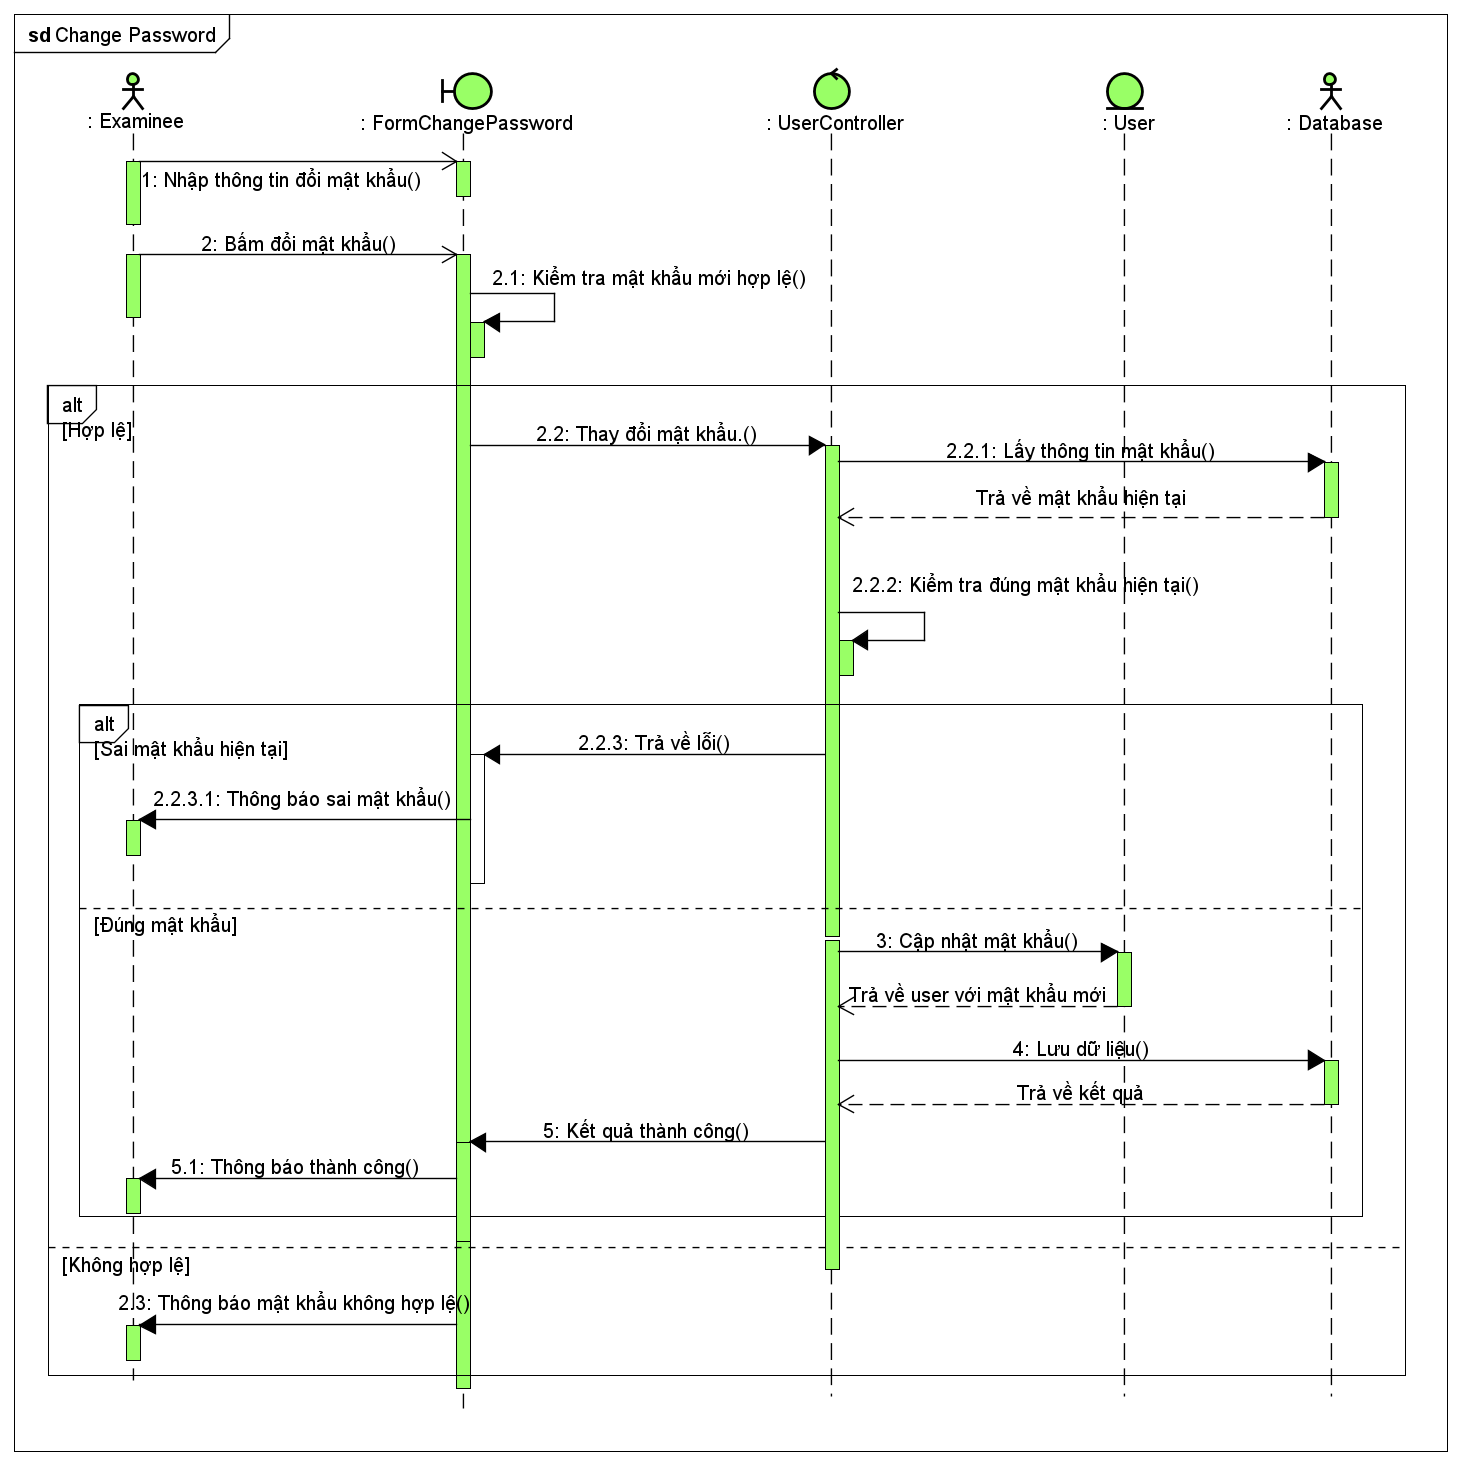 sd Change Password
: Examinee
: FormChangePassword
: UserController
: User
: Database
1: Nhập thông tin đổi mật khẩu()
2: Bấm đổi mật khẩu()
2.1: Kiểm tra mật khẩu mới hợp lệ()
alt
[Hợp lệ]
2.2: Thay đổi mật khẩu.()
2.2.1: Lấy thông tin mật khẩu()
Trả về mật khẩu hiện tại
2.2.2: Kiểm tra đúng mật khẩu hiện tại()
alt
[Sai mật khẩu hiện tại]
2.2.3: Trả về lỗi()
2.2.3.1: Thông báo sai mật khẩu()
[Đúng mật khẩu]
3: Cập nhật mật khẩu()
Trả về user với mật khẩu mới
4: Lưu dữ liệu()
Trả về kết quả
5: Kết quả thành công()
5.1: Thông báo thành công()
[Không hợp lệ]
2.3: Thông báo mật khẩu không hợp lệ()